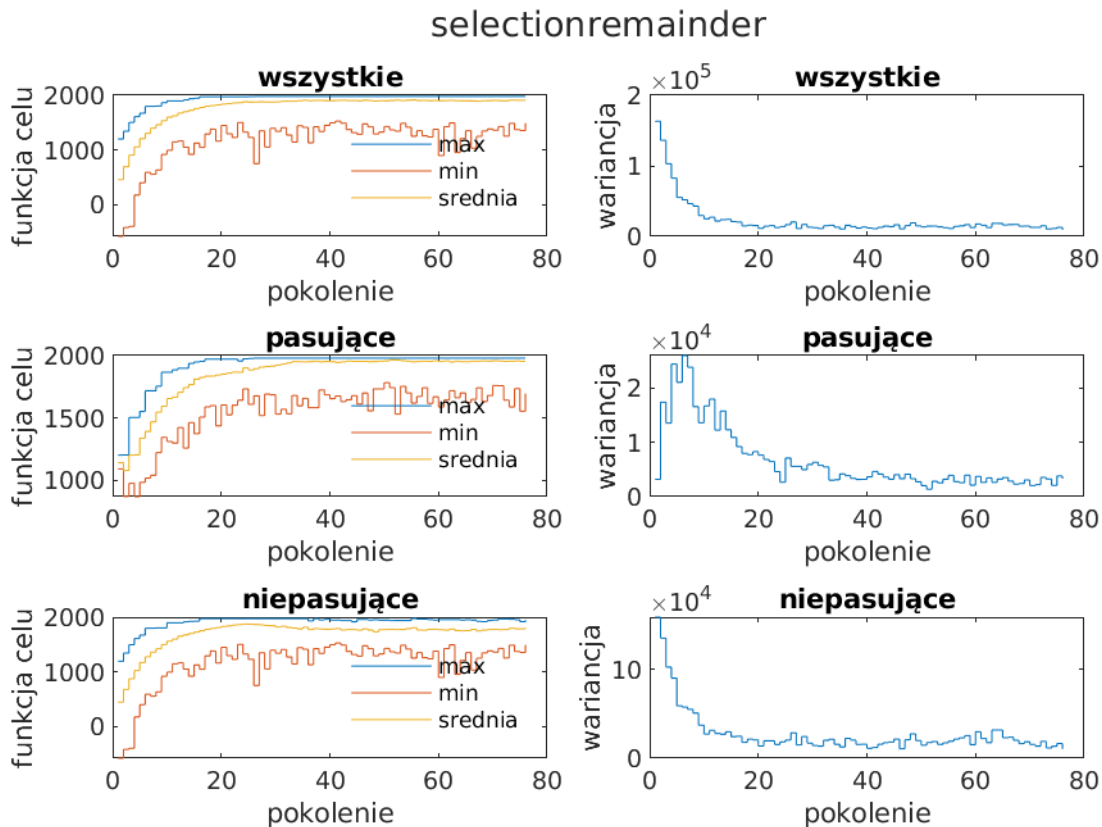 selectionremainder
wszystkie
funkcja celu
2000
1000
0
max
min
srednia
0 20 40 60 80
pokolenie
wszystkie
×10^5
wariancja
2
1
0
0 20 40 60 80
pokolenie
pasujące
funkcja celu
2000
1500
1000
max
min
srednia
0 20 40 60 80
pokolenie
pasujące
×10^4
wariancja
2
1
0
0 20 40 60 80
pokolenie
niepasujące
funkcja celu
2000
1000
0
max
min
srednia
0 20 40 60 80
pokolenie
niepasujące
×10^4
wariancja
10
0
0 20 40 60 80
pokolenie